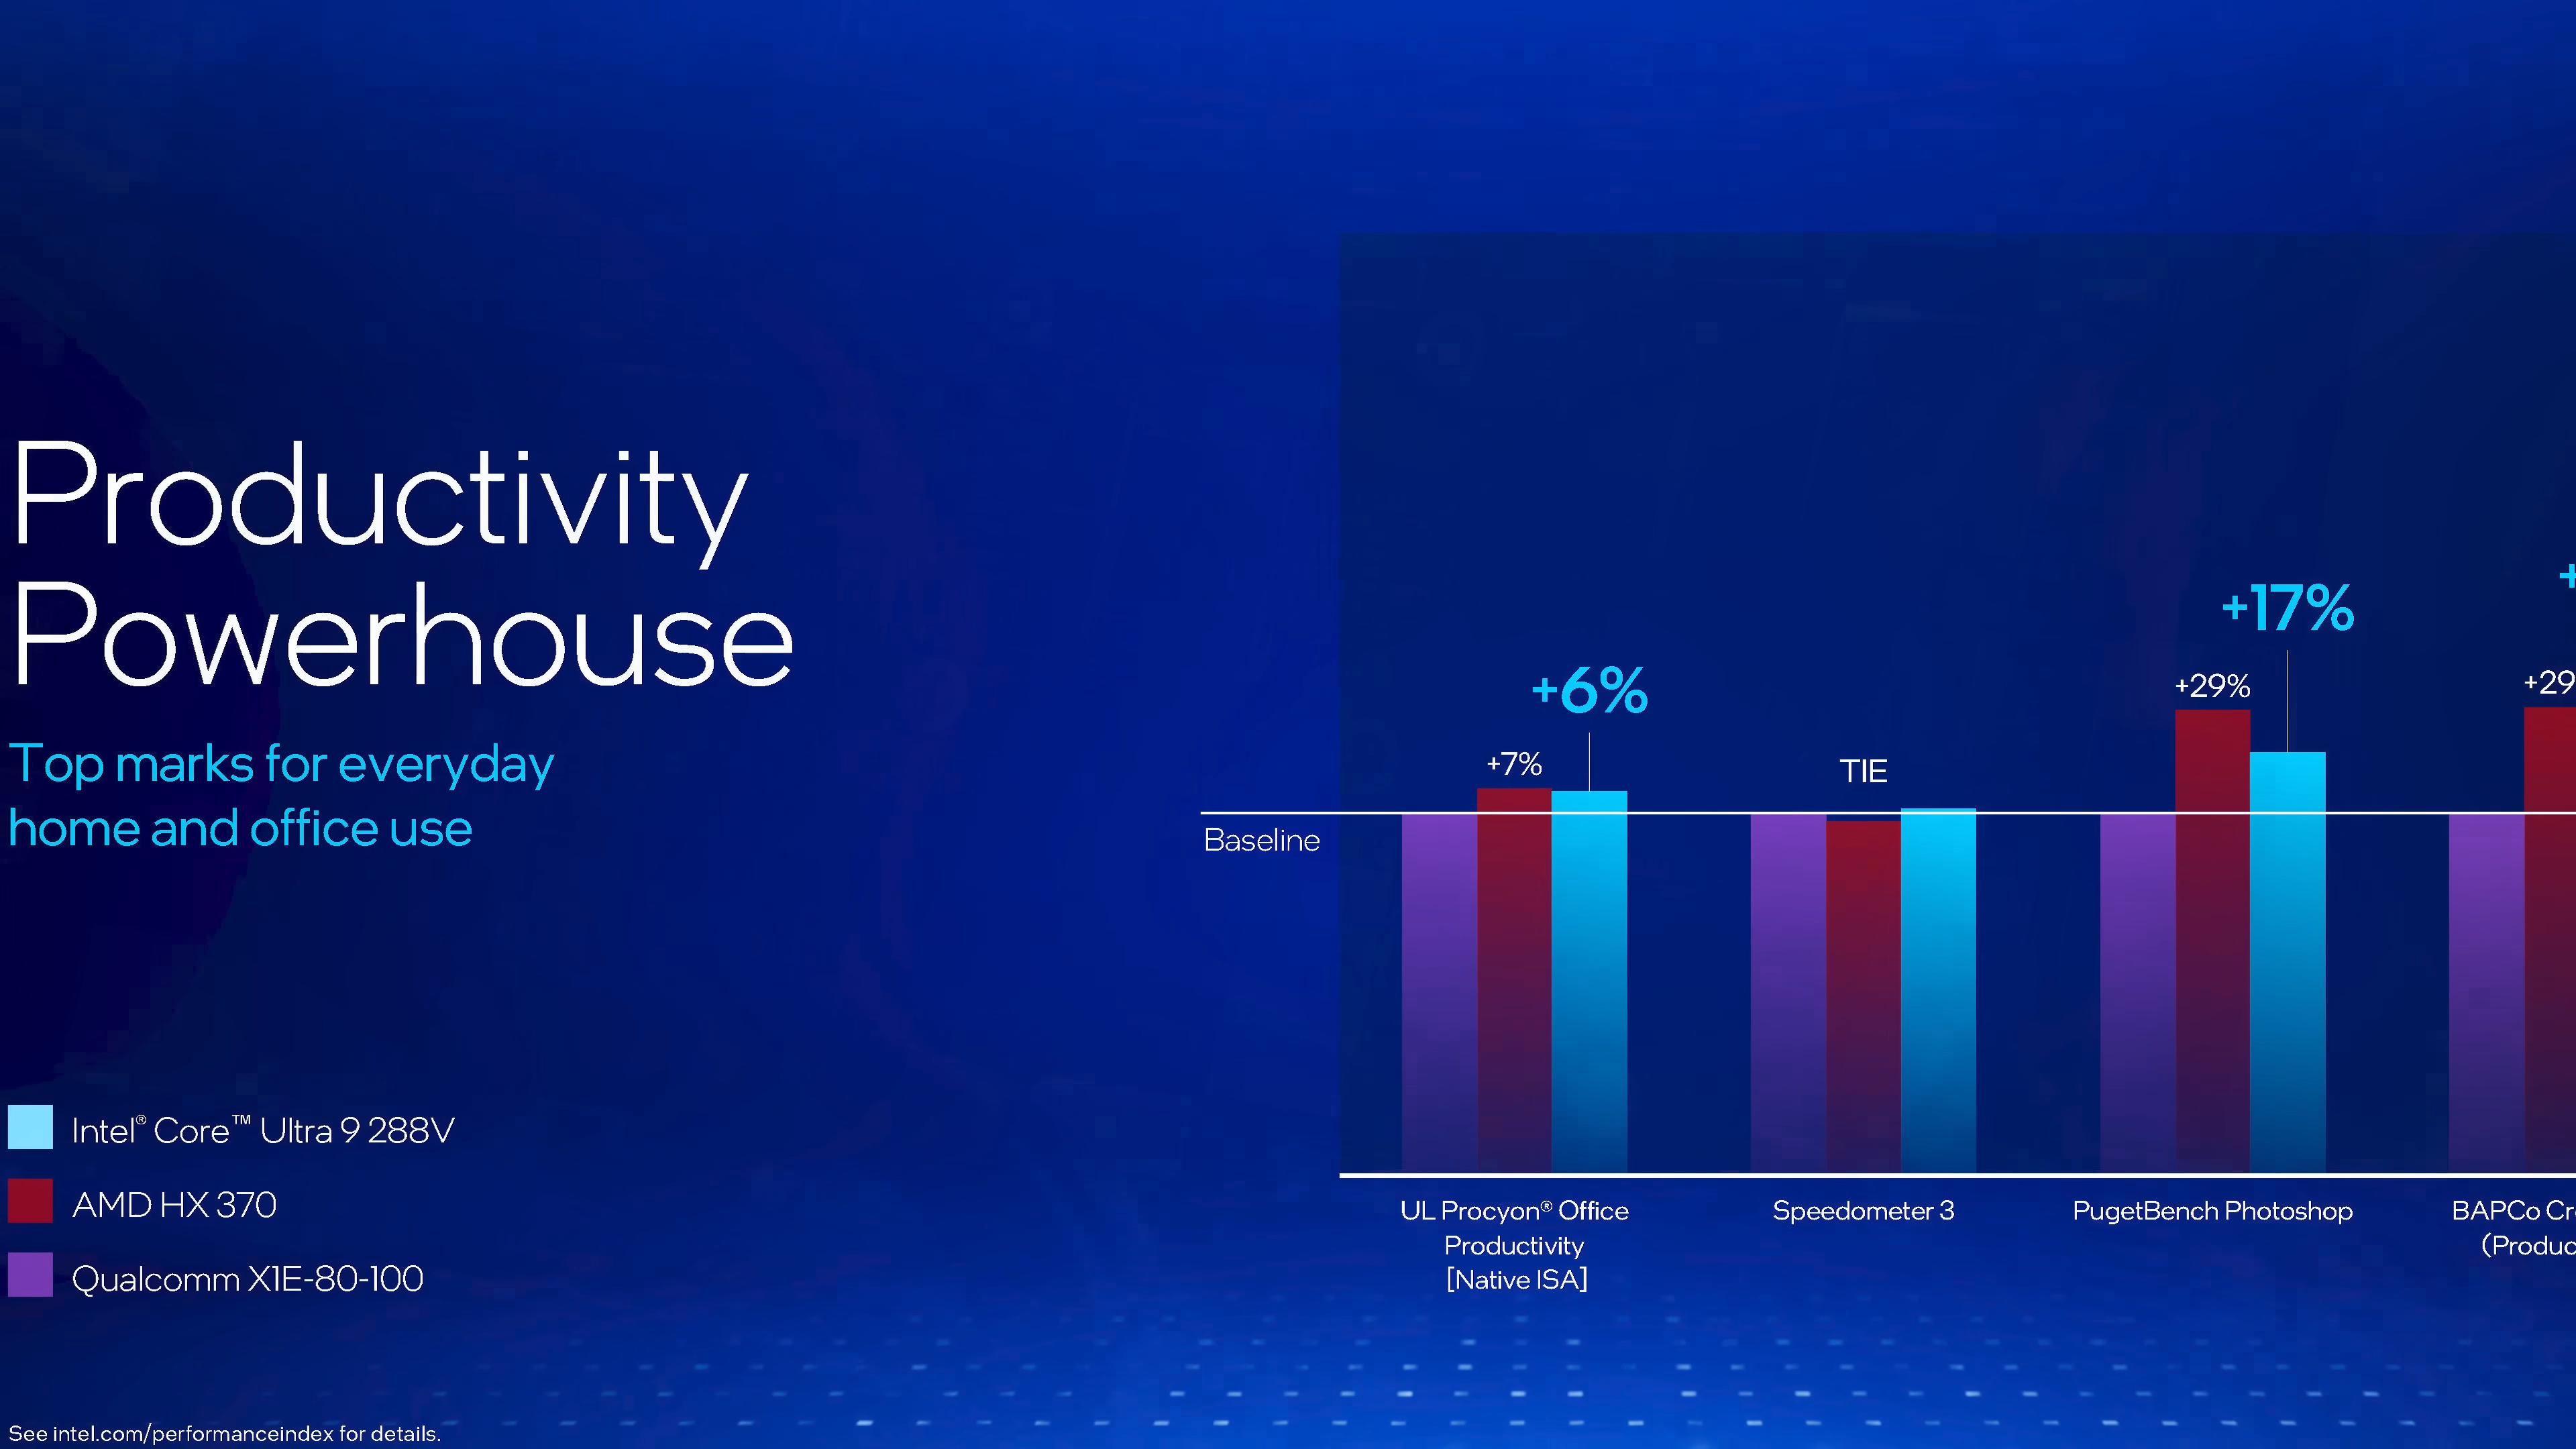 Productivity
Powerhouse
Top marks for everyday
home and office use
Intel® Core™ Ultra 9 288V
AMD HX 370
Qualcomm X1E-80-100
See intel.com/performanceindex for details.
Baseline
+7%
+6%
TIE
+29%
+17%
+29
+
UL Procyon® Office
Productivity
[Native ISA]
Speedometer 3
PugetBench Photoshop
BAPCo